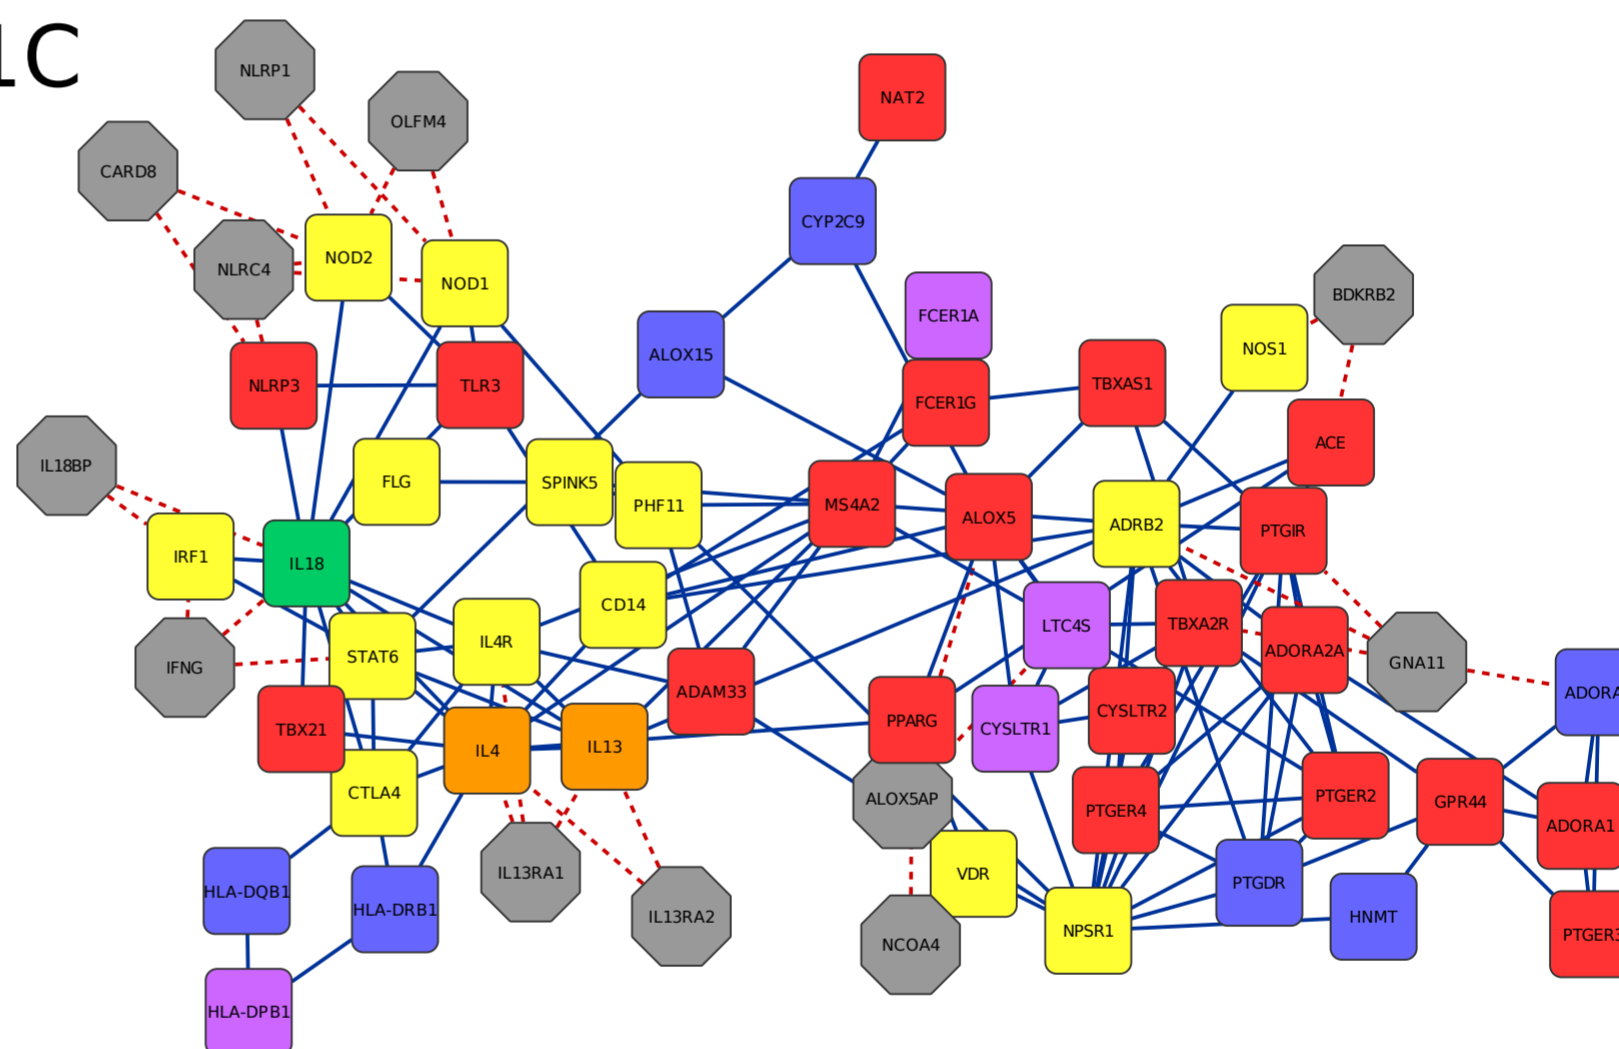 1C
NLRP1
OLFM4
NAT2
CARD8
CYP2C9
NOD2
NLRC4
NOD1
BDKRB2
FCER1A
ALOX15
NOS1
NLRP3
TLR3
TBXAS1
FCER1G
ACE
IL18BP
FLG
SPINK5
PHF11
MS4A2
ALOX5
ADRB2
PTGIR
IRF1
IL18
CD14
LTC4S
TBXA2R
IFNG
STAT6
IL4R
ADORA2A
GNA11
ADAM33
ADORA
TBX21
IL4
IL13
PPARG
CYSLTR1
CYSLTR2
CTLA4
ALOX5AP
PTGER4
PTGER2
GPR44
ADORA1
IL13RA1
VDR
PTGDR
HLA-DQB1
HLA-DRB1
IL13RA2
NCOA4
NPSR1
HNMT
PTGER3
HLA-DPB1